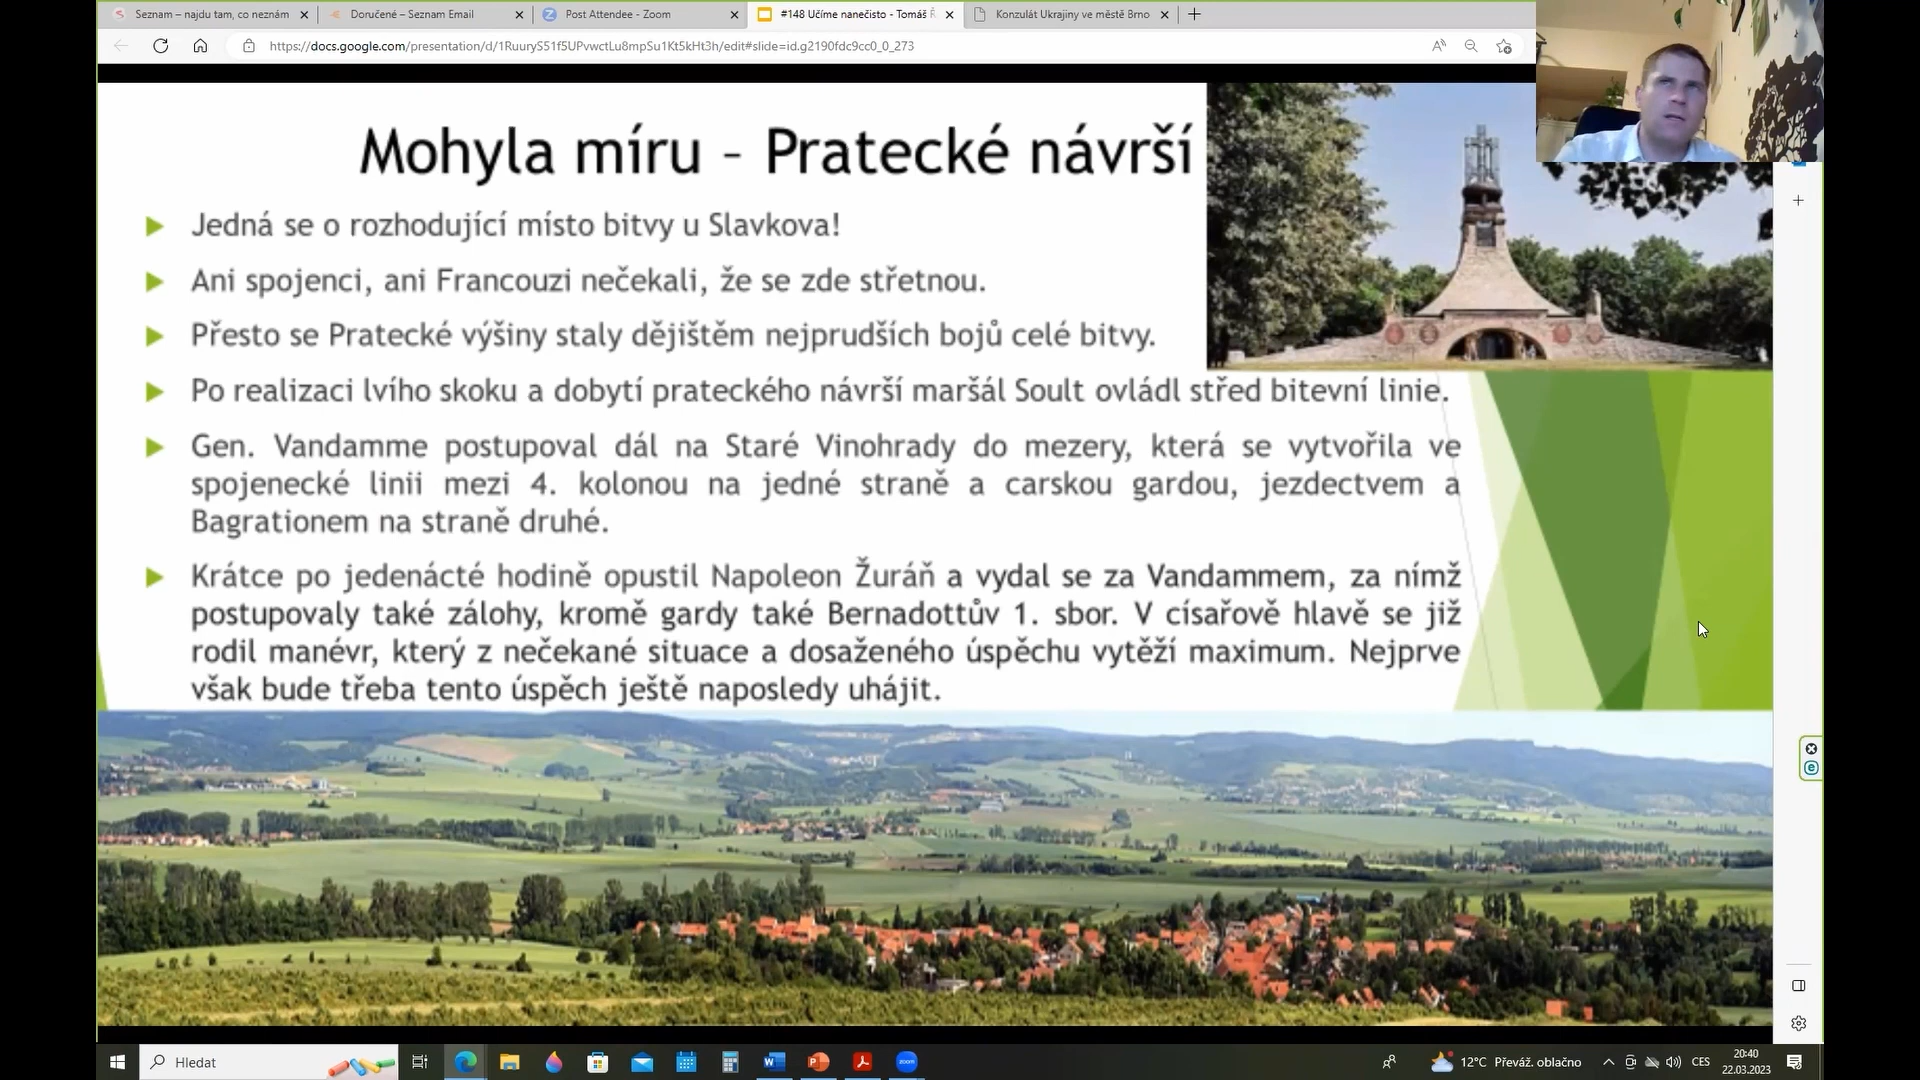 Seznam – najdu tam, co neznám
Doručené – Seznam Email
Post Attendee - Zoom
#148 Učíme nanečisto - Tomáš Ř
Konzulát Ukrajiny ve městě Brno
https://docs.google.com/presentation/d/1RuuryS51f5UPvwctLu8mpSu1Kt5kHt3h/edit#slide=id.g2190fdc9cc0_0_273
Mohyla míru – Pratecké návrší
Jedná se o rozhodující místo bitvy u Slavkova!
Ani spojenci, ani Francouzi nečekali, že se zde střetnou.
Přesto se Pratecké výšiny staly dějištěm nejprudších bojů celé bitvy.
Po realizaci lvího skoku a dobytí prateckého návrší maršál Soult ovládl střed bitevní linie.
Gen. Vandamme postupoval dál na Staré Vinohrady do mezery, která se vytvořila ve
spojenecké linii mezi 4. kolonou na jedné straně a carskou gardou, jezdectvem a
Bagrationem na straně druhé.
Krátce po jedenácté hodině opustil Napoleon Žuráň a vydal se za Vandammem, za nímž
postupovaly také zálohy, kromě gardy také Bernadottův 1. sbor. V císařově hlavě se již
rodil manévr, který z nečekané situace a dosaženého úspěchu vytěží maximum. Nejprve
však bude třeba tento úspěch ještě naposledy uhájit.
Hledat
12°C Převáž. oblačno
CES
20:40
22.03.2023